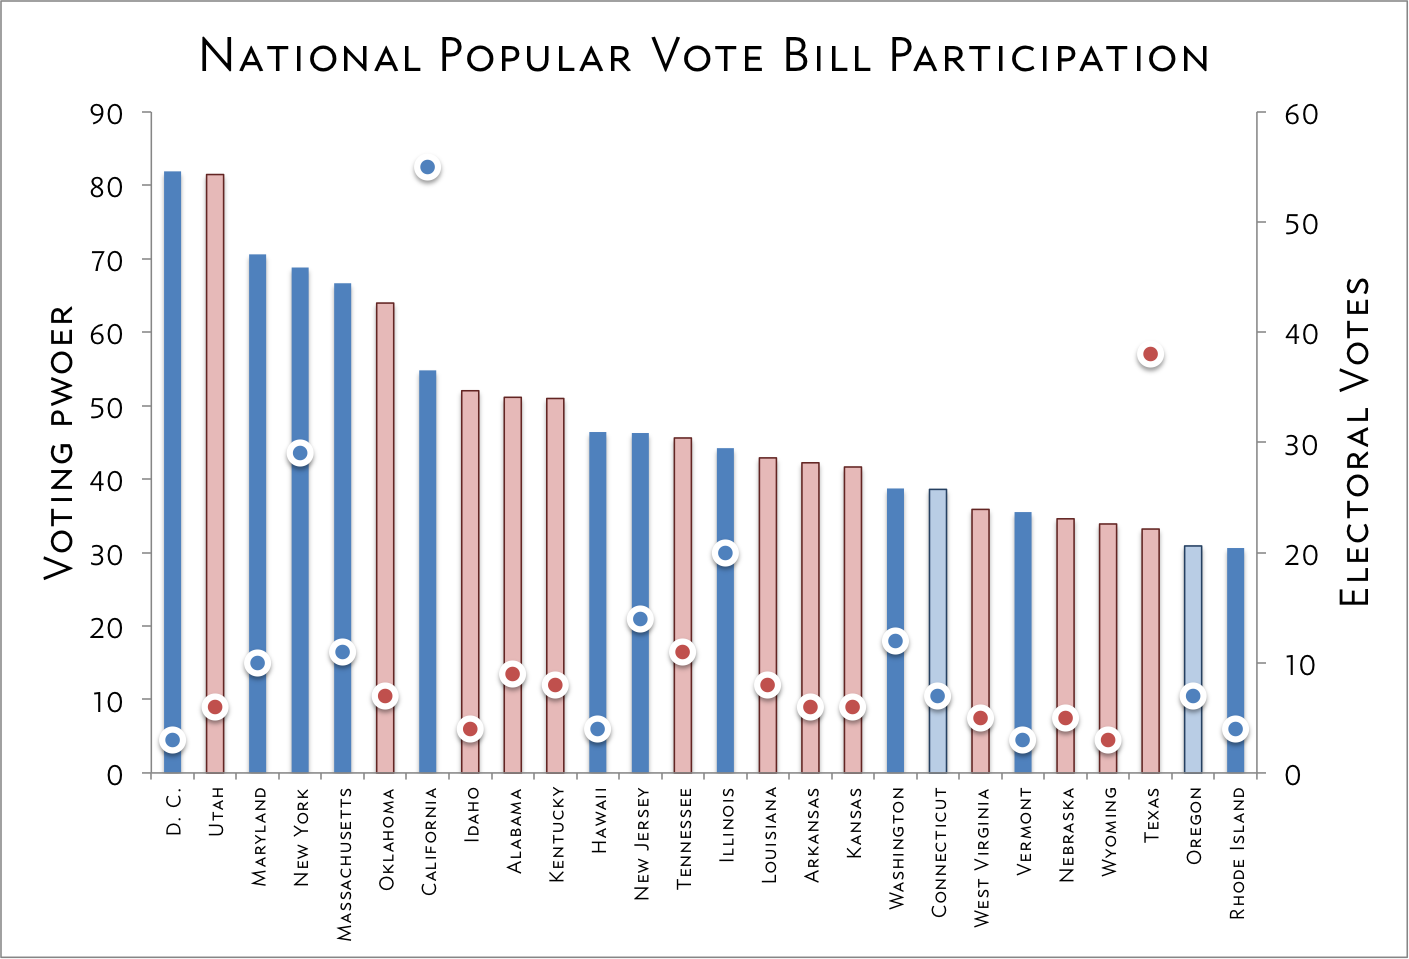 National Popular Vote Bill Participation
90
80
70
60
50
40
30
20
10
0
Voting pwoer
60
50
40
30
20
10
0
Electoral Votes
D. C.
Utah
Maryland
New York
Massachusetts
Oklahoma
California
Idaho
Alabama
Kentucky
Hawaii
New Jersey
Tennessee
Illinois
Louisiana
Arkansas
Kansas
Washington
Connecticut
West Virginia
Vermont
Nebraska
Wyoming
Texas
Oregon
Rhode Island